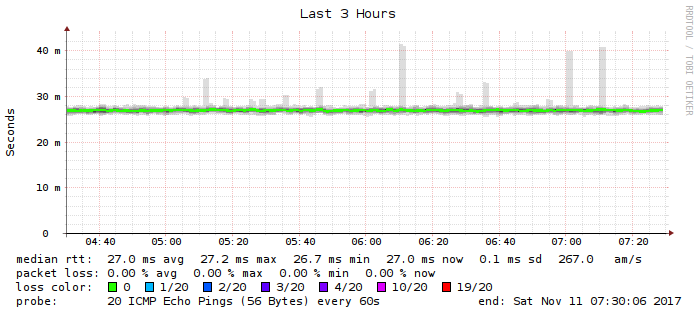 Last 3 Hours
RRDTOOL / TOBI OETIKER
Seconds
40 m
30 m
20 m
10 m
0
04:40 05:00 05:20 05:40 06:00 06:20 06:40 07:00 07:20
median rtt: 27.0 ms avg 27.2 ms max 26.7 ms min 27.0 ms now 0.1 ms sd 267.0 am/s
packet loss: 0.00 % avg 0.00 % max 0.00 % min 0.00 % now
loss color: 0 1/20 2/20 3/20 4/20 10/20 19/20
probe: 20 ICMP Echo Pings (56 Bytes) every 60s end: Sat Nov 11 07:30:06 2017